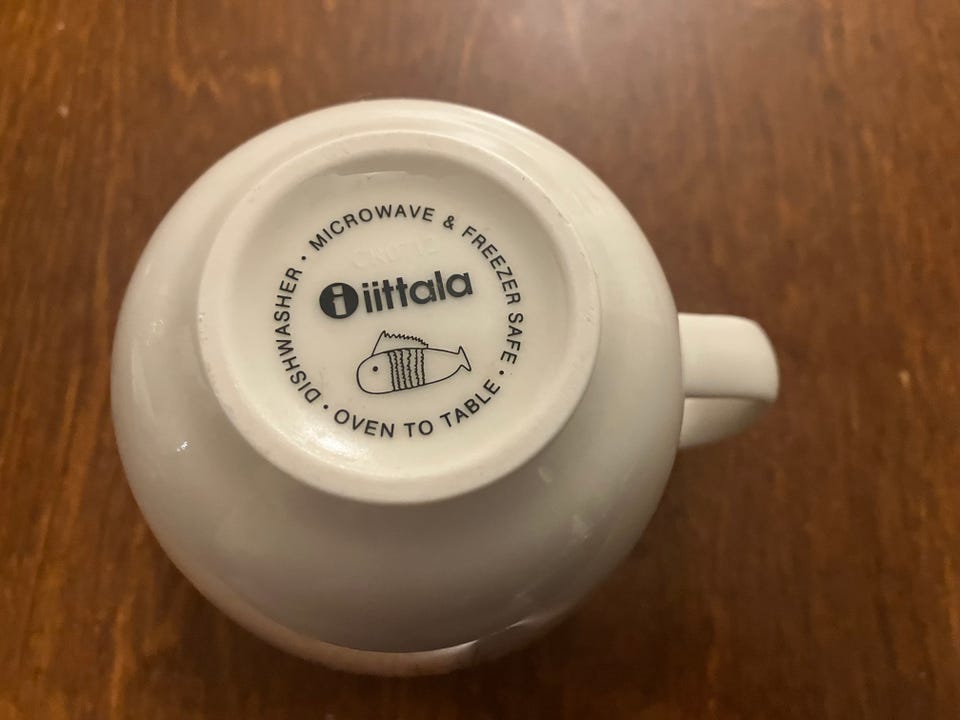 DISHWASHER • MICROWAVE & FREEZER SAFE • OVEN TO TABLE •
i iittala